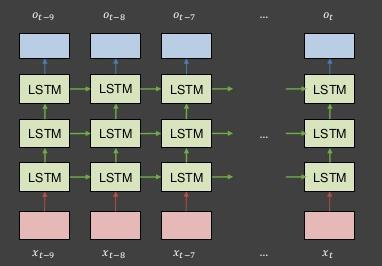 o_{t−9} o_{t−8} o_{t−7} ... o_t
LSTM LSTM LSTM LSTM
LSTM LSTM LSTM ... LSTM
LSTM LSTM LSTM LSTM
x_{t−9} x_{t−8} x_{t−7} ... x_t